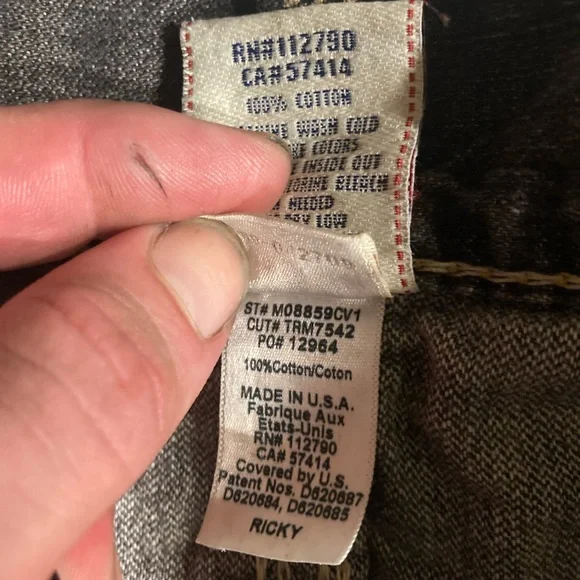 RN#112790
CA#57414
100% COTTON
WASH COLD
COLORS
INSIDE OUT
BLEACH
NEEDED
LOW
ST# M08859CV1
CUT# TRM7542
PO# 12964
100%Cotton/Coton
MADE IN U.S.A.
Fabrique Aux
Etats-Unis
RN# 112790
CA# 57414
Covered by U.S.
Patent Nos. D620687
D620684, D620685
RICKY